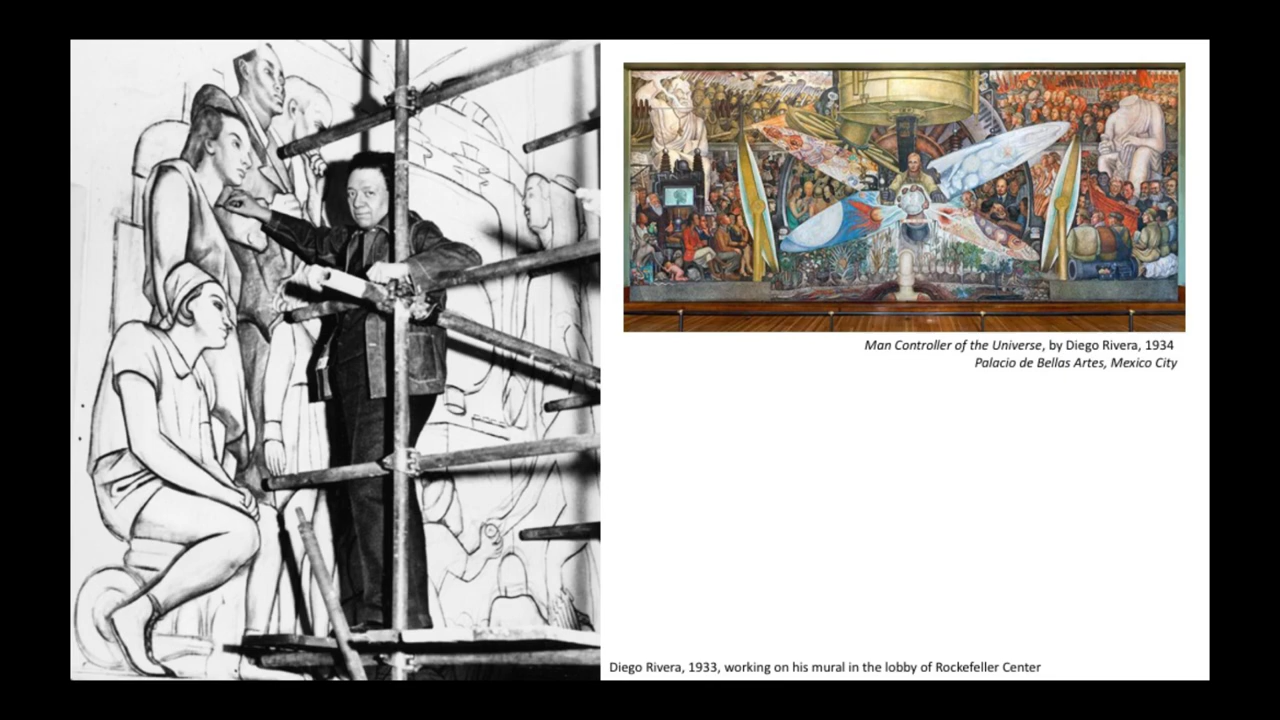 Man Controller of the Universe, by Diego Rivera, 1934
Palacio de Bellas Artes, Mexico City
Diego Rivera, 1933, working on his mural in the lobby of Rockefeller Center